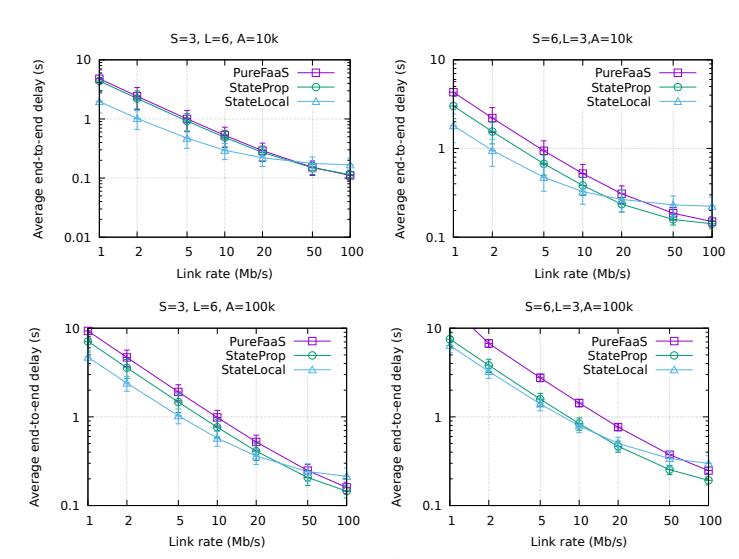 S=3, L=6, A=10k
Average end-to-end delay (s)
10
1
0.1
0.01
PureFaaS
StateProp
StateLocal
1 2 5 10 20 50 100
Link rate (Mb/s)
S=6,L=3,A=10k
Average end-to-end delay (s)
10
1
0.1
PureFaaS
StateProp
StateLocal
1 2 5 10 20 50 100
Link rate (Mb/s)
S=3, L=6, A=100k
Average end-to-end delay (s)
10
1
0.1
PureFaaS
StateProp
StateLocal
1 2 5 10 20 50 100
Link rate (Mb/s)
S=6,L=3,A=100k
Average end-to-end delay (s)
10
1
0.1
PureFaaS
StateProp
StateLocal
1 2 5 10 20 50 100
Link rate (Mb/s)